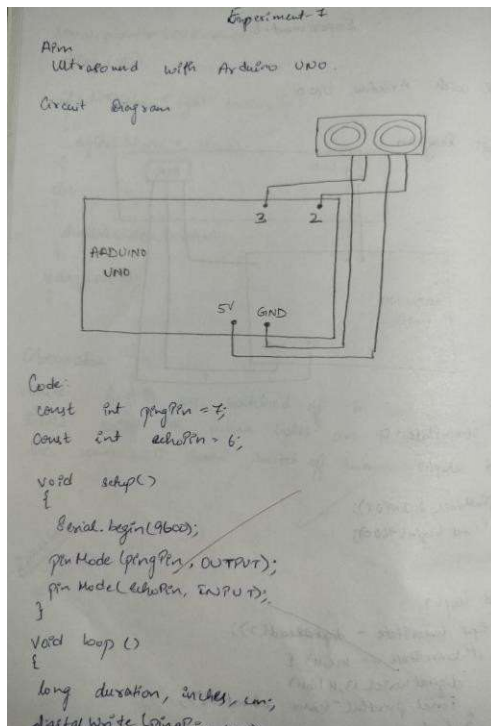 Experiment-1
Aim
Ultrasound with Arduino UNO.
Circuit Diagram
3 2
ARDUINO
UNO
5V GND
Code:
const int pingPin = 7;
const int echoPin = 6;
void setup()
{
Serial.begin(9600);
pinMode (pingPin, OUTPUT);
pinMode (echoPin, INPUT);
}
void loop ()
{
long duration, inches, cm;